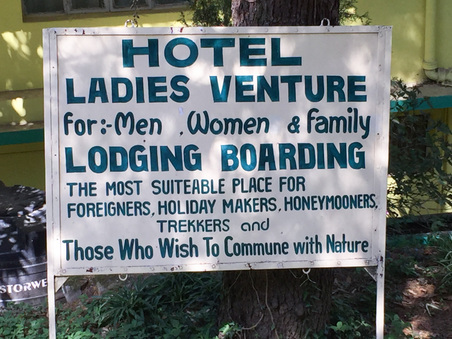 HOTEL
LADIES VENTURE
for:-Men , Women & Family
LODGING BOARDING
THE MOST SUITEABLE PLACE FOR
FOREIGNERS, HOLIDAY MAKERS, HONEYMOONERS,
TREKKERS and
Those Who Wish To Commune with Nature
STORWE